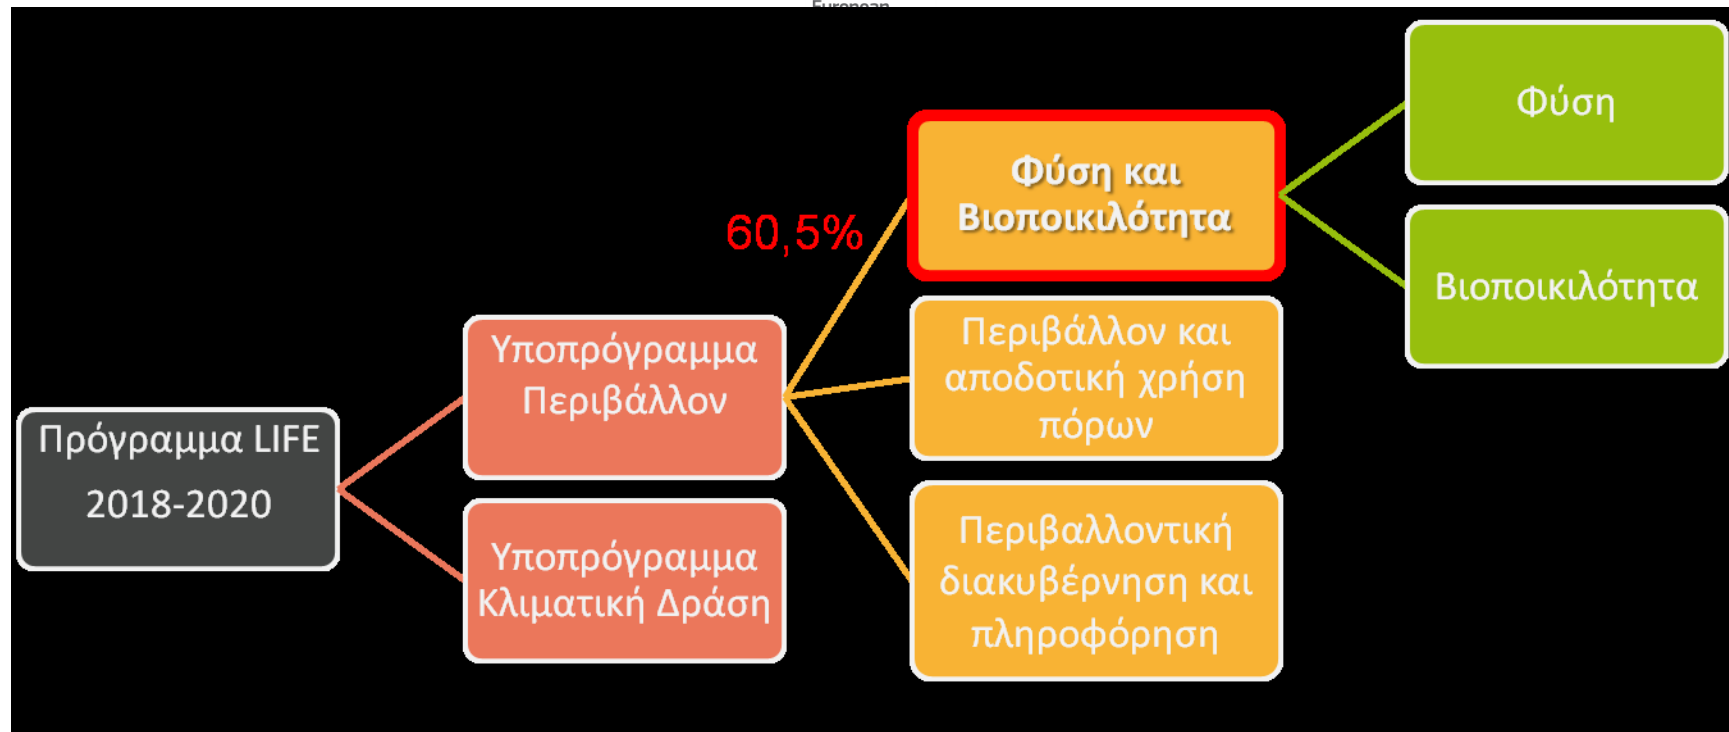 European
Πρόγραμμα LIFE
2018-2020
Υποπρόγραμμα
Περιβάλλον
Υποπρόγραμμα
Κλιματική Δράση
60,5%
Φύση και
Βιοποικιλότητα
Περιβάλλον και
αποδοτική χρήση
πόρων
Περιβαλλοντική
διακυβέρνηση και
πληροφόρηση
Φύση
Βιοποικιλότητα